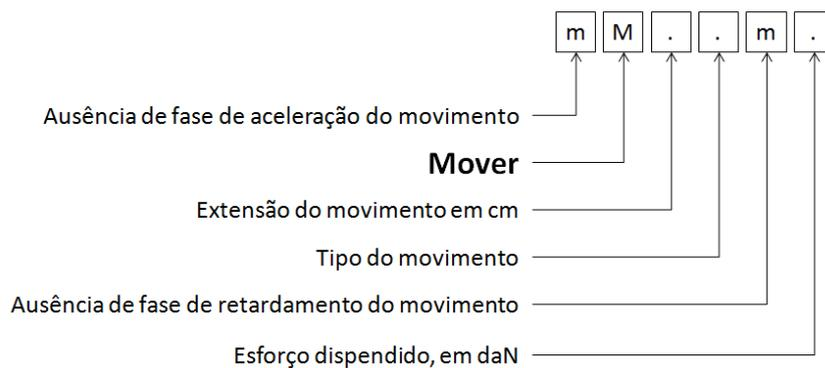 m M . . m .
Ausência de fase de aceleração do movimento
Mover
Extensão do movimento em cm
Tipo do movimento
Ausência de fase de retardamento do movimento
Esforço dispendido, em daN